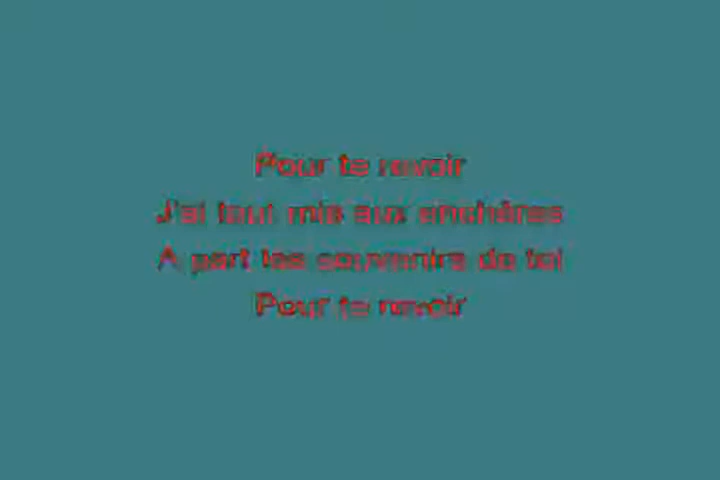 Pour te revoir
J'ai tout mis aux enchères
A part les souvenirs de toi
Pour te revoir